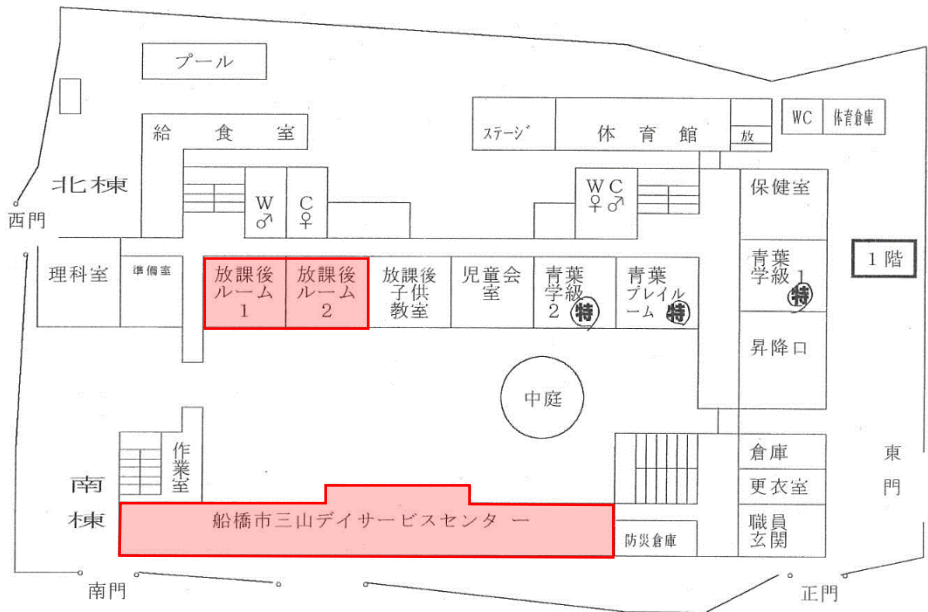 プール
給食室
ステージ
体育館
放
WC
体育倉庫
北棟
W
♂
C
♀
WC
♀♂
保健室
西門
理科室
準備室
放課後
ルーム
1
放課後
ルーム
2
放課後
子供
教室
児童会
室
青葉
学級
2 特
青葉
プレイル
ーム 特
青葉
学級1
特
1階
昇降口
中庭
作業室
南棟
倉庫
更衣室
職員
玄関
東門
船橋市三山デイサービスセンター
防災倉庫
南門
正門